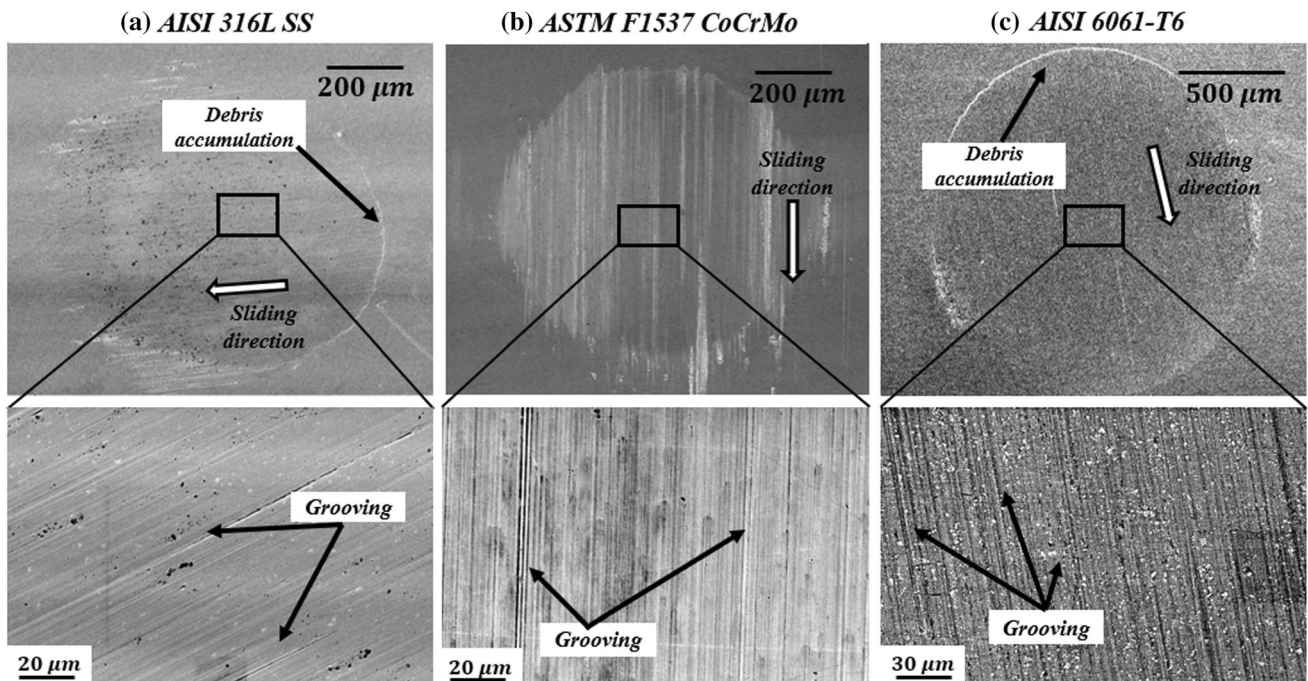 (a) AISI 316L SS
200 μm
Debris
accumulation
Sliding
direction
Grooving
20 μm
(b) ASTM F1537 CoCrMo
200 μm
Sliding
direction
Grooving
20 μm
(c) AISI 6061-T6
500 μm
Debris
accumulation
Sliding
direction
Grooving
30 μm